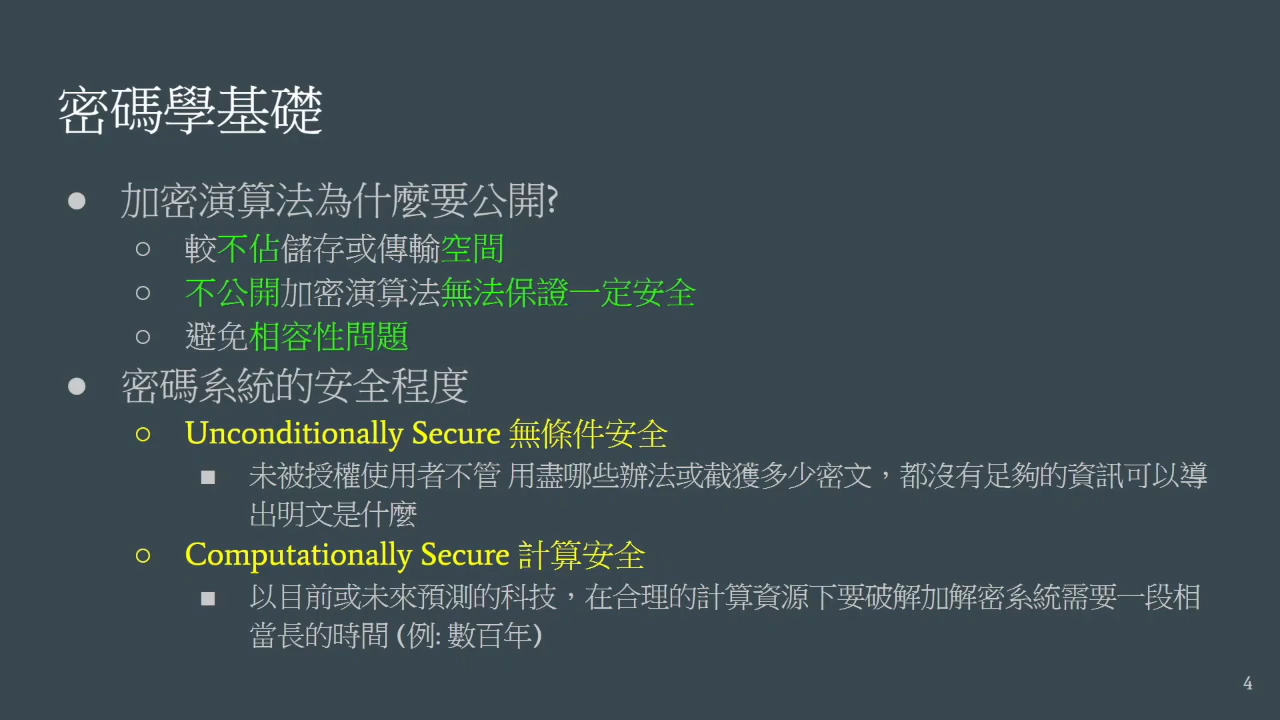 密碼學基礎
● 加密演算法為什麼要公開?
○ 較不佔儲存或傳輸空間
○ 不公開加密演算法無法保證一定安全
○ 避免相容性問題
● 密碼系統的安全程度
○ Unconditionally Secure 無條件安全
■ 未被授權使用者不管 用盡哪些辦法或截獲多少密文，都沒有足夠的資訊可以導
出明文是什麼
○ Computationally Secure 計算安全
■ 以目前或未來預測的科技，在合理的計算資源下要破解加解密系統需要一段相
當長的時間 (例: 數百年)
4